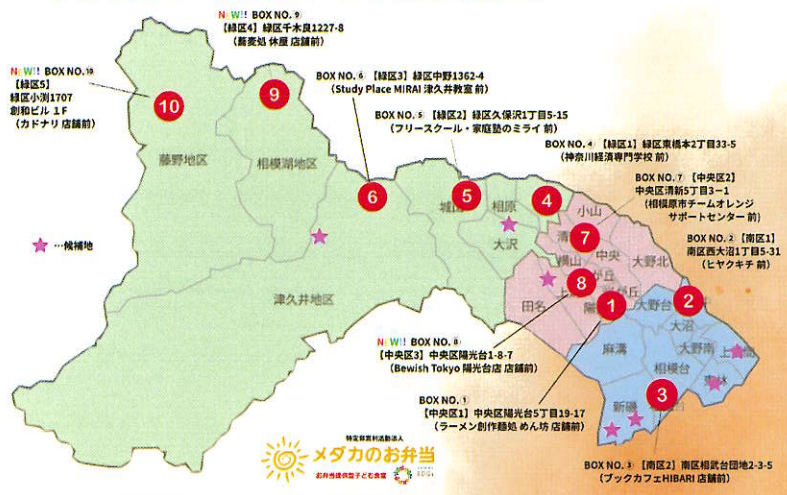 NEW!! BOX NO.⑨
【緑区4】緑区千木良1227-8
（蕎麦処 休屋 店舗前）
NEW!! BOX NO.⑩
【緑区5】
緑区小渕1707
創和ビル 1F
（カドナリ 店舗前）
BOX NO.⑥【緑区3】緑区中野1362-4
（Study Place MIRAI 津久井教室 前）
BOX NO.⑤【緑区2】緑区久保沢1丁目5-15
（フリースクール・家庭塾のミライ 前）
BOX NO.④【緑区1】緑区東橋本2丁目33-5
（神奈川経済専門学校 前）
BOX NO.⑦【中央区2】
中央区清新5丁目3−1
（相模原市チームオレンジ
サポートセンター 前）
BOX NO.②【南区1】
南区西大沼1丁目5-31
（ヒヤクキチ 前）
10
9
6
5
4
7
8
1
2
3
藤野地区
相模湖地区
津久井地区
城山
相原
大沢
小山
清
中央
横山
大野北
が丘
上
光が丘
田名
陽
大野台
大沼
麻溝
大野南
上 間
相模台
東林
新磯
★…候補地
NEW!! BOX NO.⑧
【中央区3】中央区陽光台1-8-7
（Bewish Tokyo 陽光台店 店舗前）
BOX NO.①
【中央区1】中央区陽光台5丁目19-17
（ラーメン創作麺処 めん坊 店舗前）
BOX NO.③【南区2】南区相武台団地2-3-5
（ブックカフェHIBARI 店舗前）
特定非営利活動法人
メダカのお弁当
お弁当提供型子ども食堂
SDGs